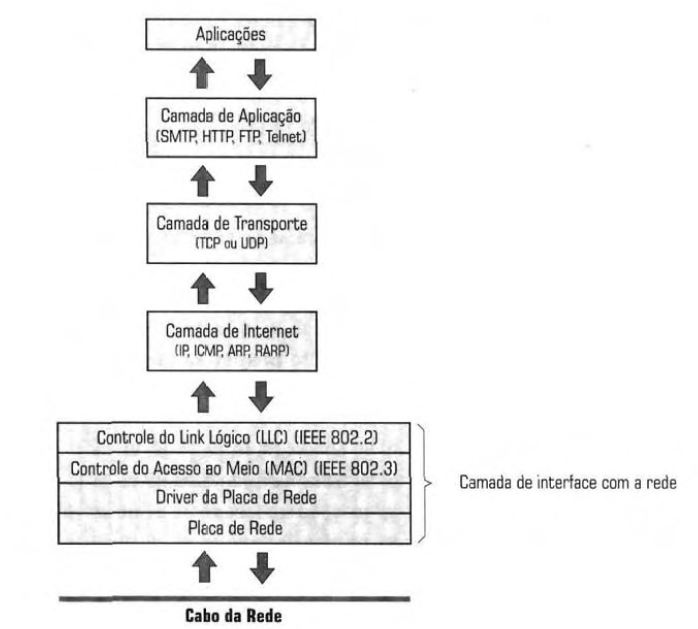 Aplicações
Camada de Aplicação
(SMTP, HTTP, FTP, Telnet)
Camada de Transporte
(TCP ou UDP)
Camada de Internet
(IP, ICMP, ARP, RARP)
Controle do Link Lógico (LLC) (IEEE 802.2)
Controle do Acesso ao Meio (MAC) (IEEE 802.3)
Driver da Placa de Rede
Placa de Rede
Camada de interface com a rede
Cabo da Rede